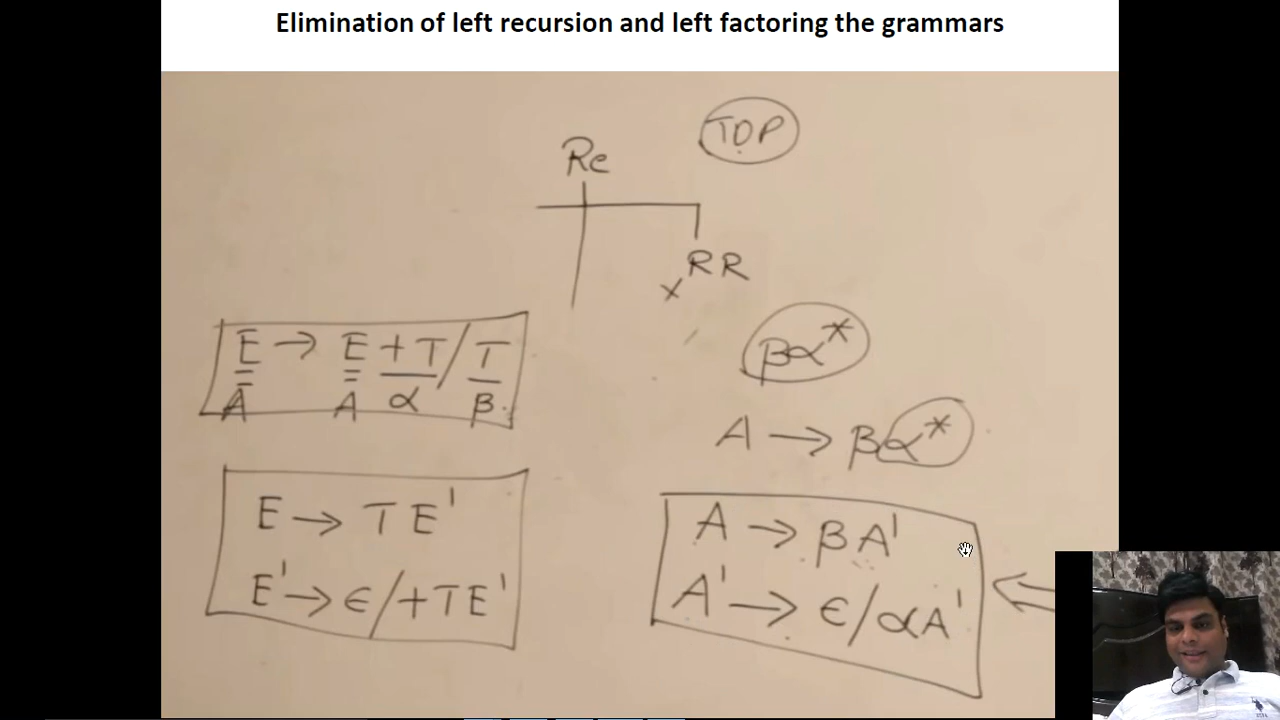 Elimination of left recursion and left factoring the grammars
TOP
Re
RR
x
E → E + T / T
A A α β
βα*
A → βα*
E → TE'
E' → ϵ/+TE'
A → βA'
A' → ϵ/αA'